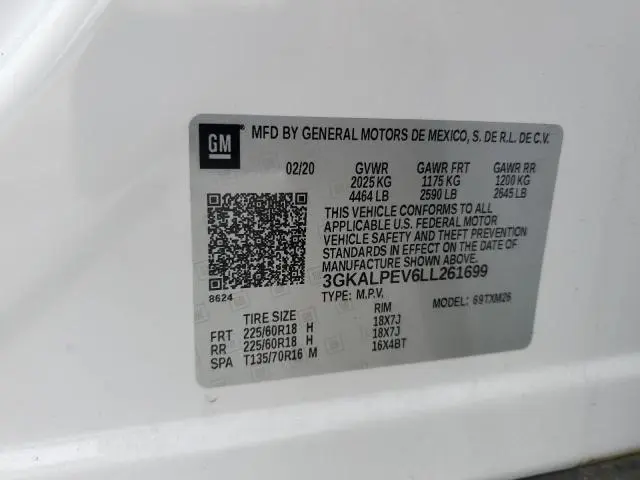 GM
MFD BY GENERAL MOTORS DE MEXICO, S. DE R.L. DE C.V.
02/20 GVWR GAWR FRT GAWR RR
2025 KG 1175 KG 1200 KG
4464 LB 2590 LB 2645 LB
THIS VEHICLE CONFORMS TO ALL
APPLICABLE U.S. FEDERAL MOTOR
VEHICLE SAFETY AND THEFT PREVENTION
STANDARDS IN EFFECT ON THE DATE OF
MANUFACTURE SHOWN ABOVE.
3GKALPEV6LL261699
8624
TYPE: M.P.V. MODEL: 69TXM26
TIRE SIZE RIM
FRT 225/60R18 H 18X7J
RR 225/60R18 H 18X7J
SPA T135/70R16 M 16X4BT